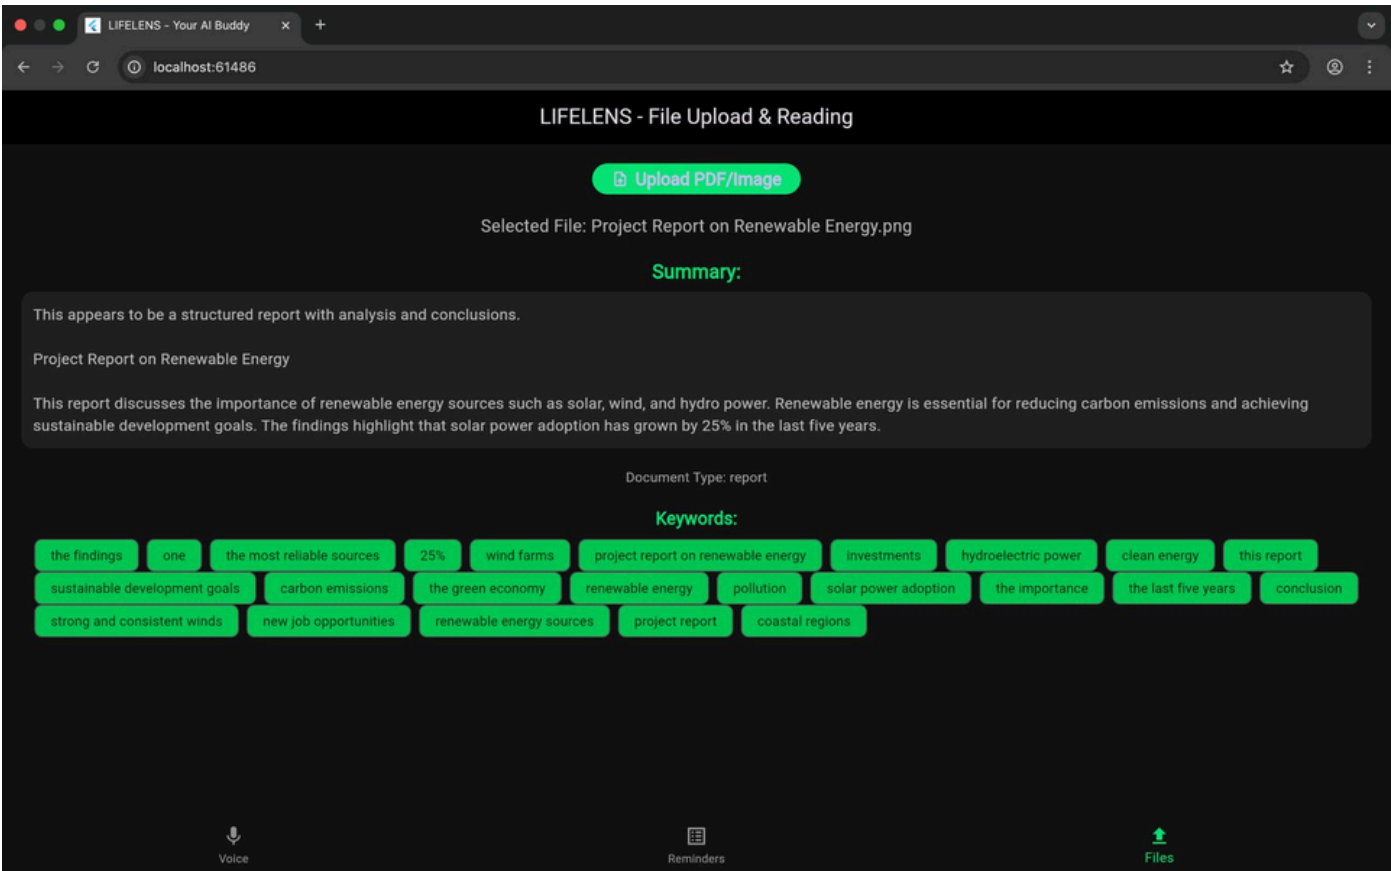 LIFELENS - Your AI Buddy
localhost:61486
LIFELENS - File Upload & Reading
Upload PDF/Image
Selected File: Project Report on Renewable Energy.png
Summary:
This appears to be a structured report with analysis and conclusions.
Project Report on Renewable Energy
This report discusses the importance of renewable energy sources such as solar, wind, and hydro power. Renewable energy is essential for reducing carbon emissions and achieving
sustainable development goals. The findings highlight that solar power adoption has grown by 25% in the last five years.
Document Type: report
Keywords:
the findings one the most reliable sources 25% wind farms project report on renewable energy investments hydroelectric power clean energy this report
sustainable development goals carbon emissions the green economy renewable energy pollution solar power adoption the importance the last five years conclusion
strong and consistent winds new job opportunities renewable energy sources project report coastal regions
Voice Reminders Files